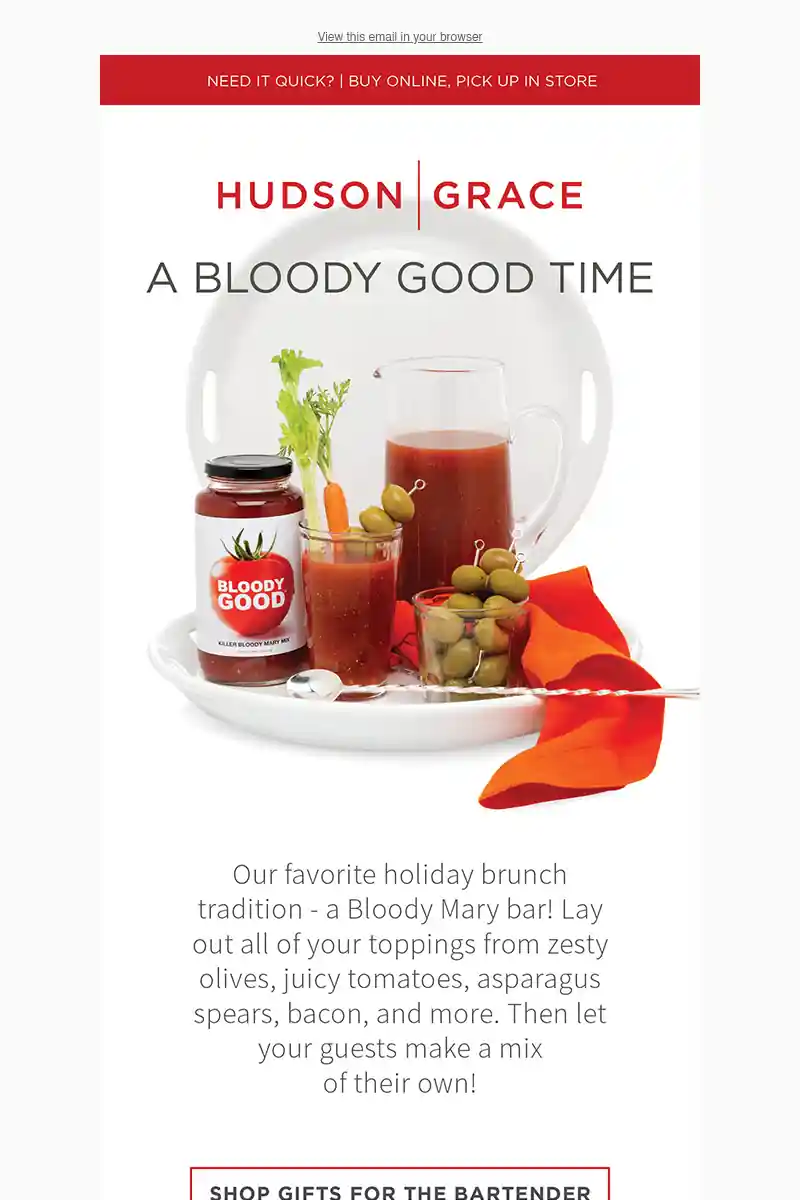 View this email in your browser
NEED IT QUICK? | BUY ONLINE, PICK UP IN STORE
HUDSON | GRACE
A BLOODY GOOD TIME
BLOODY
GOOD
KILLER BLOODY MARY MIX
Our favorite holiday brunch
tradition - a Bloody Mary bar! Lay
out all of your toppings from zesty
olives, juicy tomatoes, asparagus
spears, bacon, and more. Then let
your guests make a mix
of their own!
SHOP GIFTS FOR THE BARTENDER